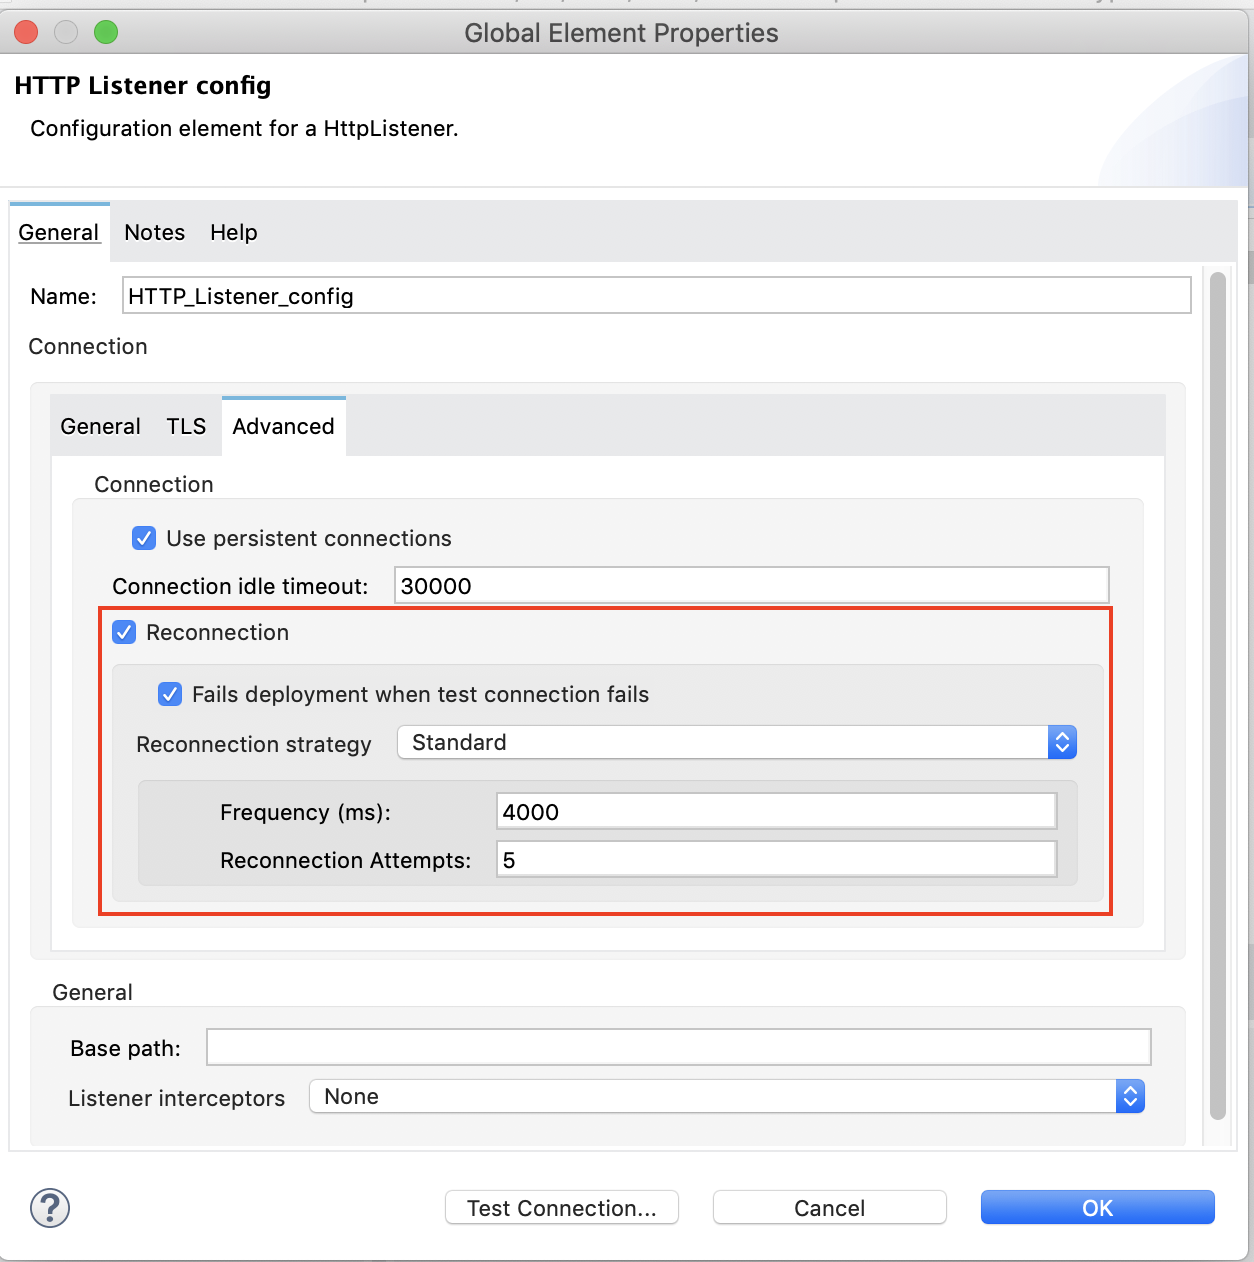 Global Element Properties
HTTP Listener config
Configuration element for a HttpListener.
General Notes Help
Name: HTTP_Listener_config
Connection
General TLS Advanced
Connection
Use persistent connections
Connection idle timeout: 30000
Reconnection
Fails deployment when test connection fails
Reconnection strategy Standard
Frequency (ms): 4000
Reconnection Attempts: 5
General
Base path:
Listener interceptors None
? Test Connection... Cancel OK